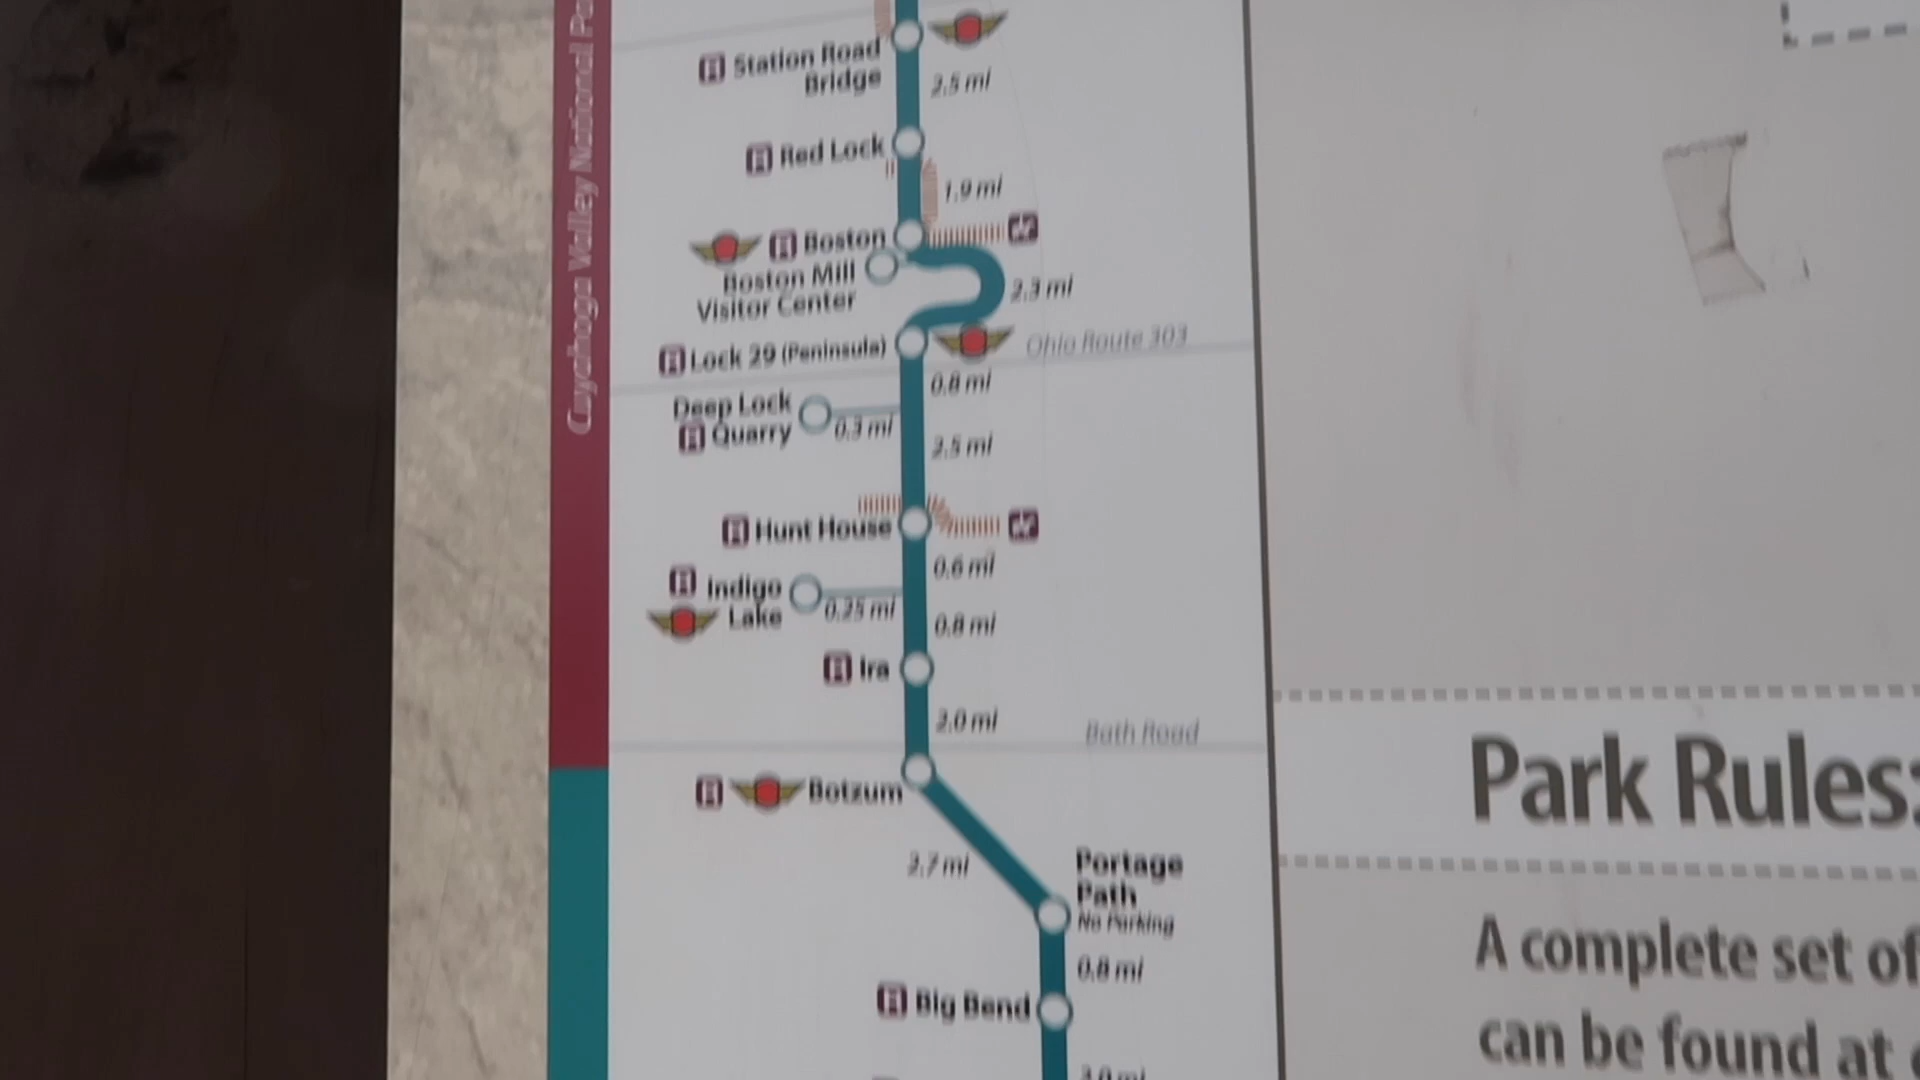 Cuyahoga Valley National Pa
Station Road
Bridge
2.5 mi
Red Lock
1.9 mi
Boston
Boston Mill
Visitor Center
2.3 mi
Lock 29 (Peninsula)
Ohio Route 303
0.8 mi
Deep Lock
Quarry
0.3 mi
2.5 mi
Hunt House
0.6 mi
Indigo
Lake
0.25 mi
0.8 mi
Ira
2.0 mi
Bath Road
Botzum
Portage
Path
No Parking
0.8 mi
Big Bend
Park Rules:
A complete set of
can be found at